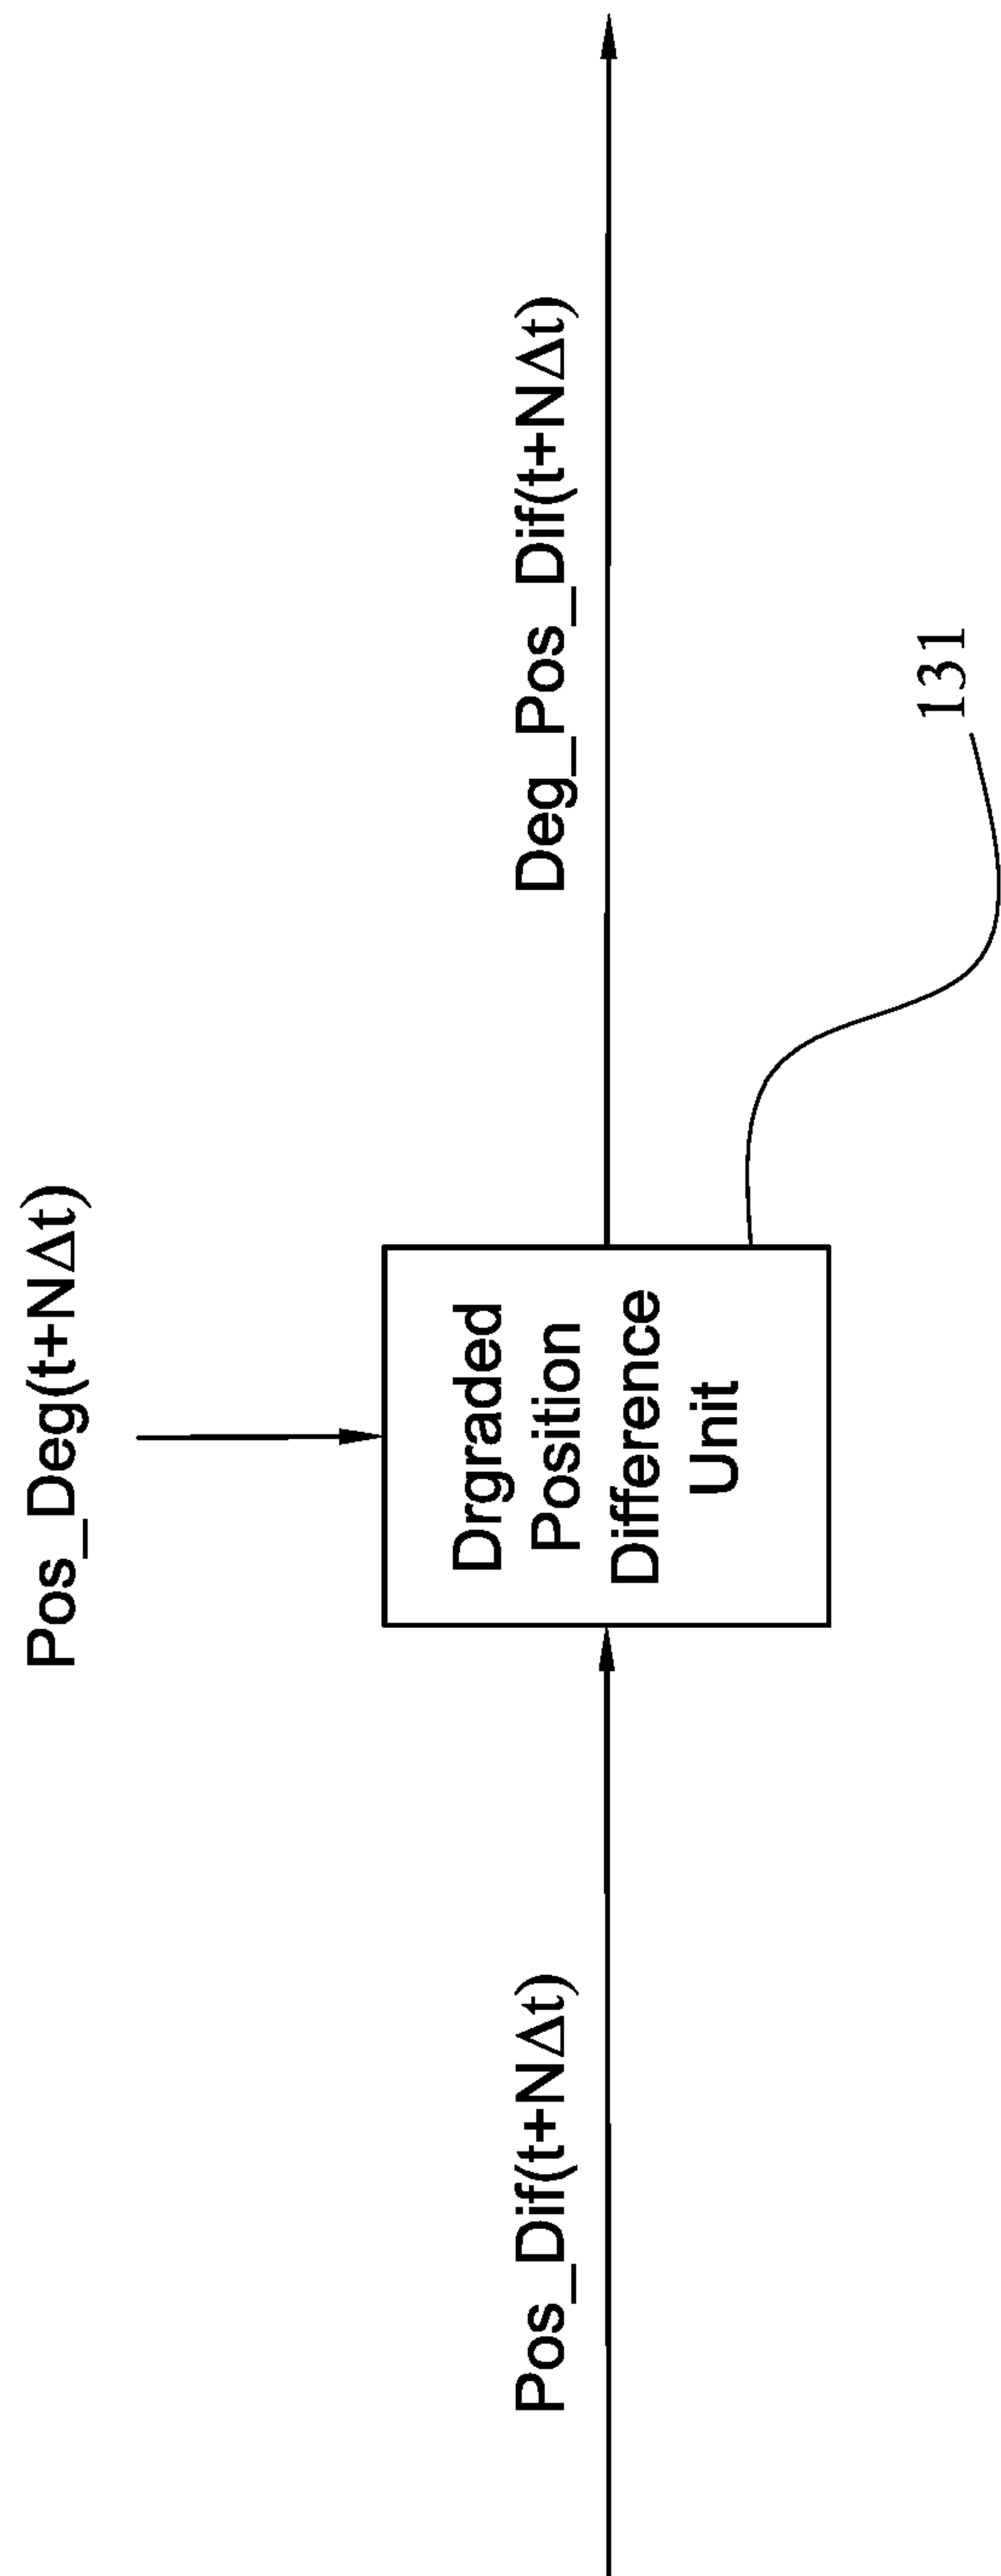 Pos_Deg(t+NΔt)
Pos_Dif(t+NΔt)
Drgraded
Position
Difference
Unit
Deg_Pos_Dif(t+NΔt)
131